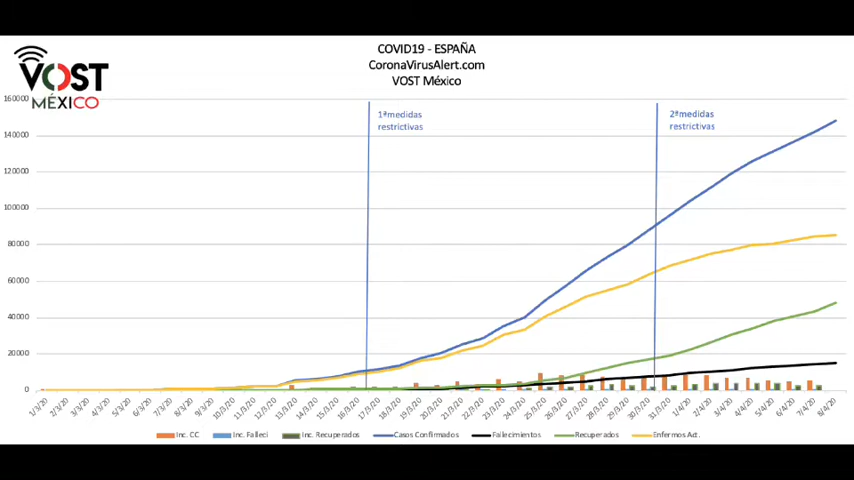 COVID19 - ESPAÑA
CoronaVirusAlert.com
VOST México
VOST
MÉXICO
160000
140000
120000
100000
80000
60000
40000
20000
0
1ªmedidas
restrictivas
2ªmedidas
restrictivas
1/3/20 2/3/20 3/3/20 4/3/20 5/3/20 6/3/20 7/3/20 8/3/20 9/3/20 10/3/20 11/3/20 12/3/20 13/3/20 14/3/20 15/3/20 16/3/20 17/3/20 18/3/20 19/3/20 20/3/20 21/3/20 22/3/20 23/3/20 24/3/20 25/3/20 26/3/20 27/3/20 28/3/20 29/3/20 30/3/20 31/3/20 1/4/20 2/4/20 3/4/20 4/4/20 5/4/20 6/4/20 7/4/20 8/4/20
Inc. CC Inc. Falleci Inc. Recuperados Casos Confirmados Fallecimientos Recuperados Enfermos Act.